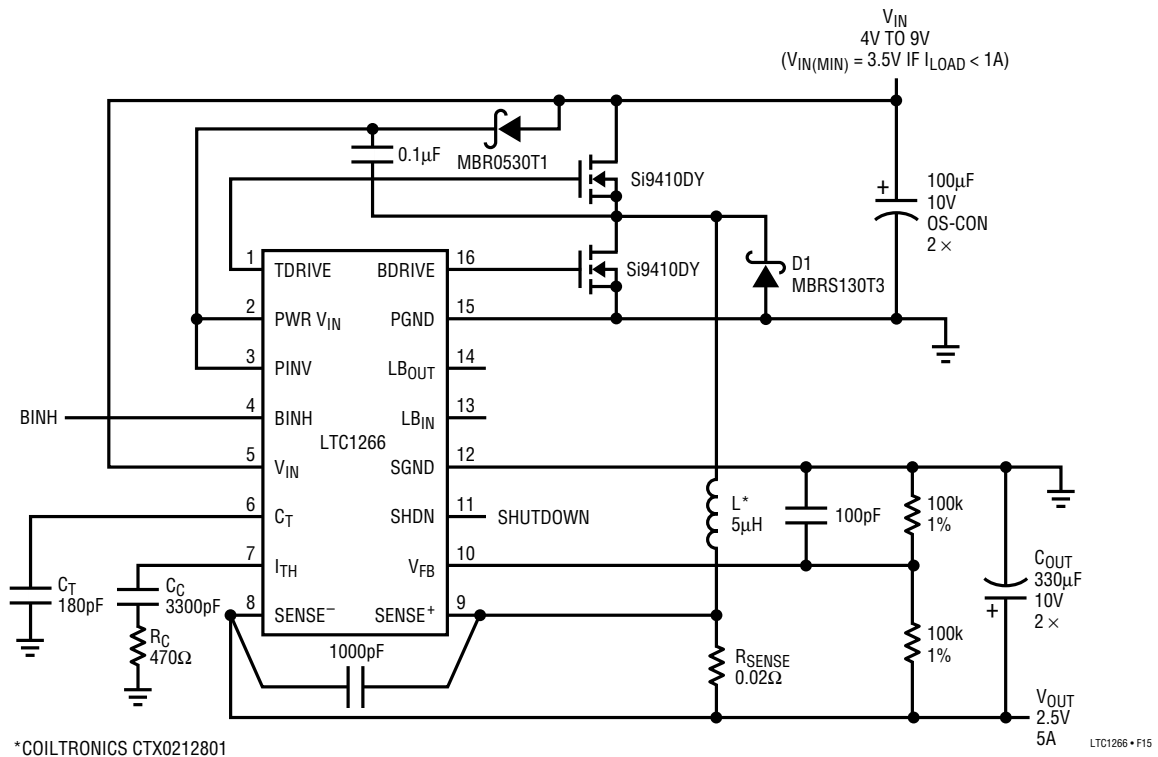 V_IN
4V TO 9V
(V_IN(MIN) = 3.5V IF I_LOAD < 1A)
0.1µF
MBR0530T1
Si9410DY
+
100µF
10V
OS-CON
2 ×
Si9410DY
D1
MBRS130T3
1
TDRIVE
BDRIVE
16
2
PWR V_IN
PGND
15
3
PINV
LB_OUT
14
BINH
4
BINH
LB_IN
13
LTC1266
5
V_IN
SGND
12
6
C_T
SHDN
11
SHUTDOWN
7
I_TH
V_FB
10
8
SENSE⁻
SENSE⁺
9
L*
5µH
100pF
100k
1%
C_OUT
330µF
10V
2 ×
+
C_T
180pF
C_C
3300pF
R_C
470Ω
1000pF
R_SENSE
0.02Ω
100k
1%
V_OUT
2.5V
5A
*COILTRONICS CTX0212801
LTC1266 • F15